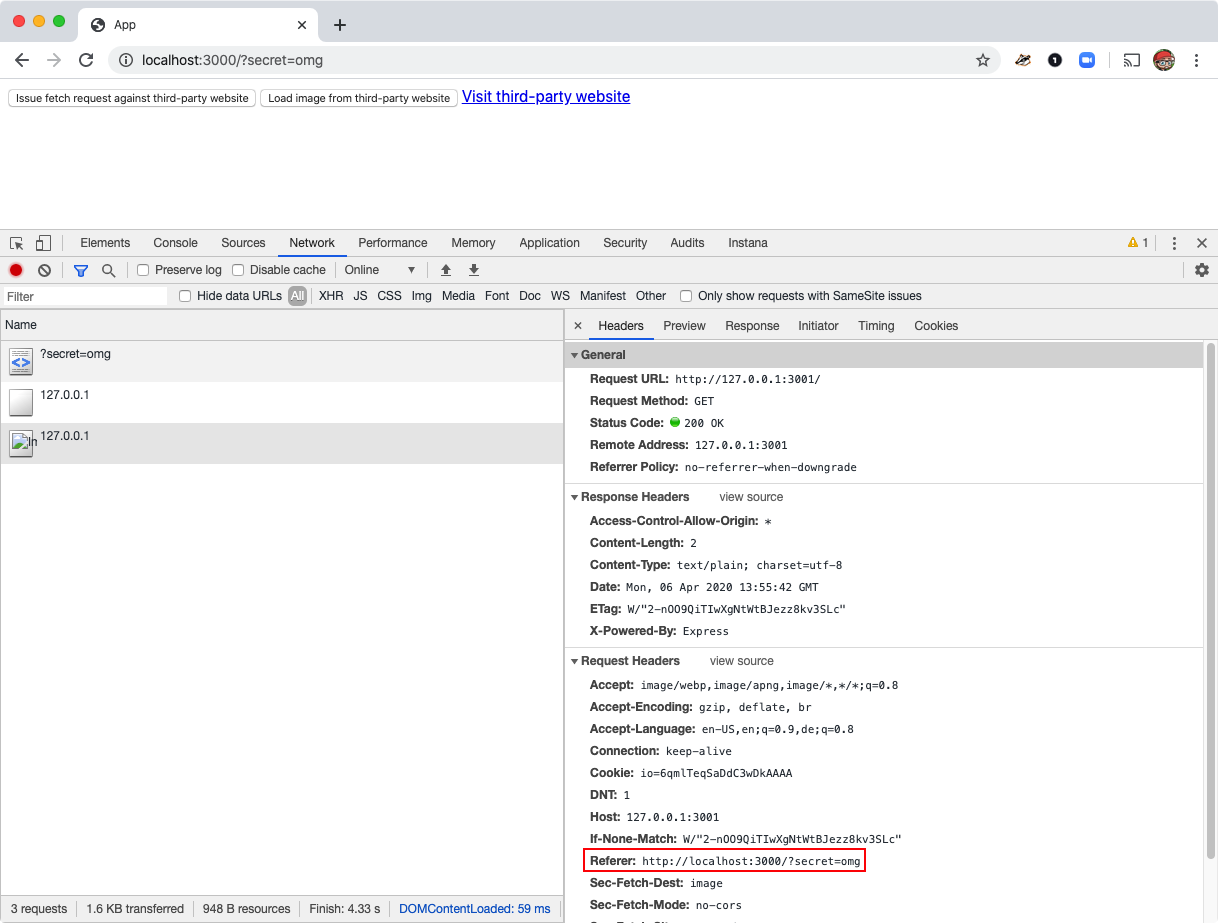 App
localhost:3000/?secret=omg
1
Issue fetch request against third-party website Load image from third-party website Visit third-party website
Elements Console Sources Network Performance Memory Application Security Audits Instana 1
Preserve log Disable cache Online
Filter Hide data URLs All XHR JS CSS Img Media Font Doc WS Manifest Other Only show requests with SameSite issues
Name
?secret=omg
127.0.0.1
127.0.0.1
Headers Preview Response Initiator Timing Cookies
General
Request URL: http://127.0.0.1:3001/
Request Method: GET
Status Code: 200 OK
Remote Address: 127.0.0.1:3001
Referrer Policy: no-referrer-when-downgrade
Response Headers view source
Access-Control-Allow-Origin: *
Content-Length: 2
Content-Type: text/plain; charset=utf-8
Date: Mon, 06 Apr 2020 13:55:42 GMT
ETag: W/"2-nOO9QiTIwXgNtWtBJezz8kv3SLc"
X-Powered-By: Express
Request Headers view source
Accept: image/webp,image/apng,image/*,*/*;q=0.8
Accept-Encoding: gzip, deflate, br
Accept-Language: en-US,en;q=0.9,de;q=0.8
Connection: keep-alive
Cookie: io=6qmlTeqSaDdC3wDkAAAA
DNT: 1
Host: 127.0.0.1:3001
If-None-Match: W/"2-nOO9QiTIwXgNtWtBJezz8kv3SLc"
Referer: http://localhost:3000/?secret=omg
Sec-Fetch-Dest: image
Sec-Fetch-Mode: no-cors
3 requests 1.6 KB transferred 948 B resources Finish: 4.33 s DOMContentLoaded: 59 ms